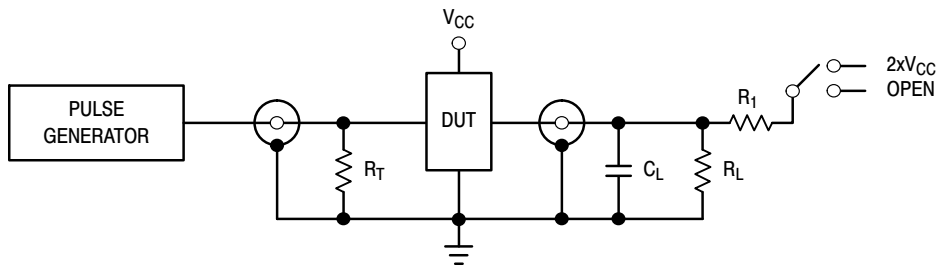 V_CC
2xV_CC
OPEN
PULSE
GENERATOR
DUT
R_1
R_T
C_L
R_L